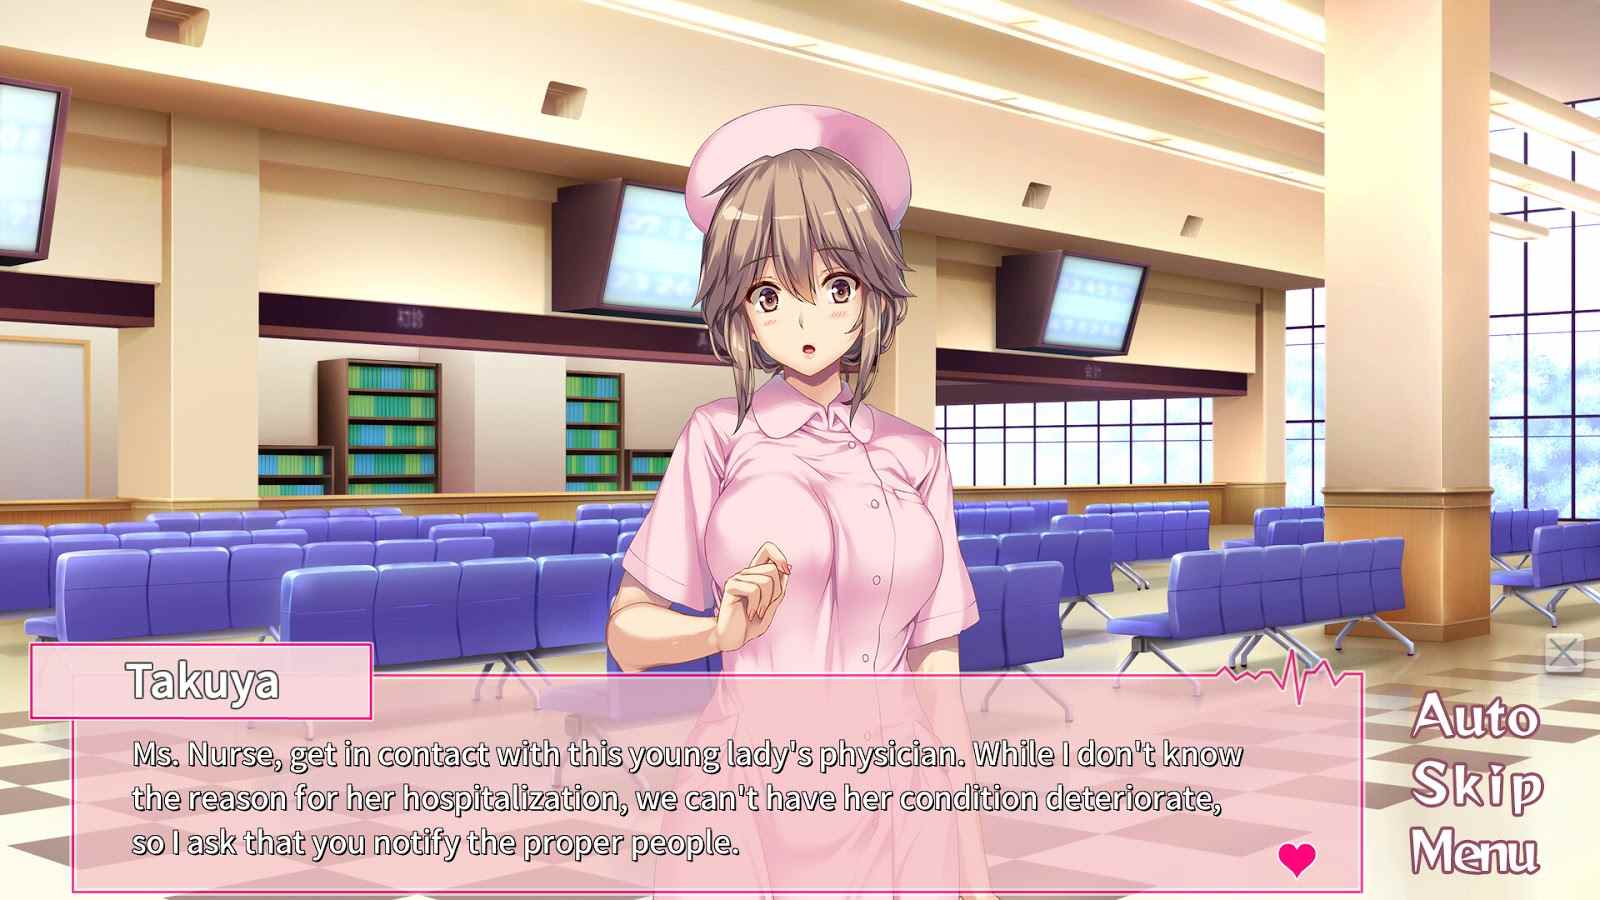 Takuya
Ms. Nurse, get in contact with this young lady's physician. While I don't know
the reason for her hospitalization, we can't have her condition deteriorate,
so I ask that you notify the proper people.
Auto
Skip
Menu